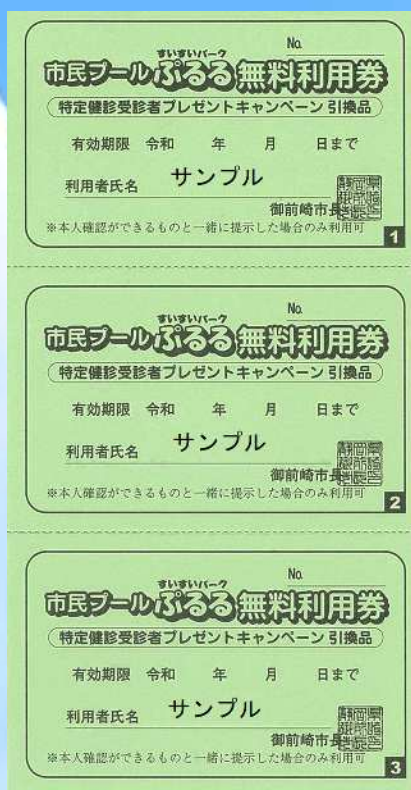 No.
すいすいパーク
市民プールぷるる無料利用券
特定健診受診者プレゼントキャンペーン引換品
有効期限 令和 年 月 日まで
利用者氏名 サンプル
御前崎市長
※本人確認ができるものと一緒に提示した場合のみ利用可
1
No.
すいすいパーク
市民プールぷるる無料利用券
特定健診受診者プレゼントキャンペーン引換品
有効期限 令和 年 月 日まで
利用者氏名 サンプル
御前崎市長
※本人確認ができるものと一緒に提示した場合のみ利用可
2
No.
すいすいパーク
市民プールぷるる無料利用券
特定健診受診者プレゼントキャンペーン引換品
有効期限 令和 年 月 日まで
利用者氏名 サンプル
御前崎市長
※本人確認ができるものと一緒に提示した場合のみ利用可
3